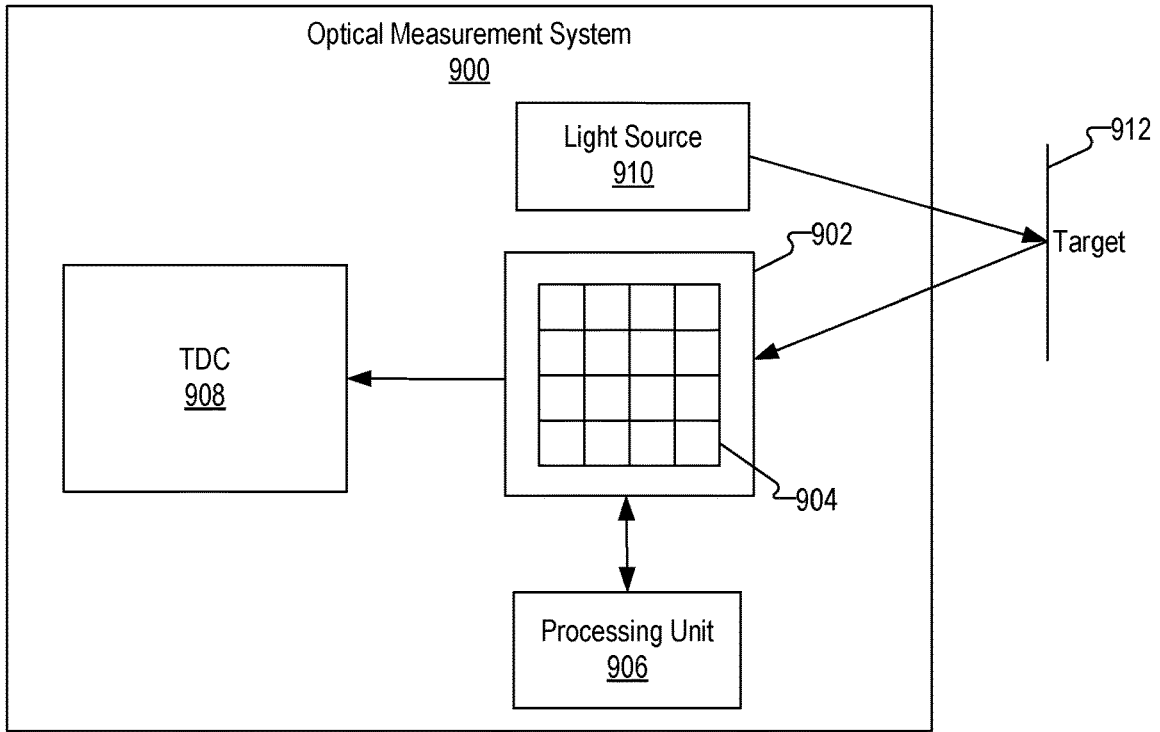 Optical Measurement System
900
Light Source
910
912
Target
902
TDC
908
904
Processing Unit
906